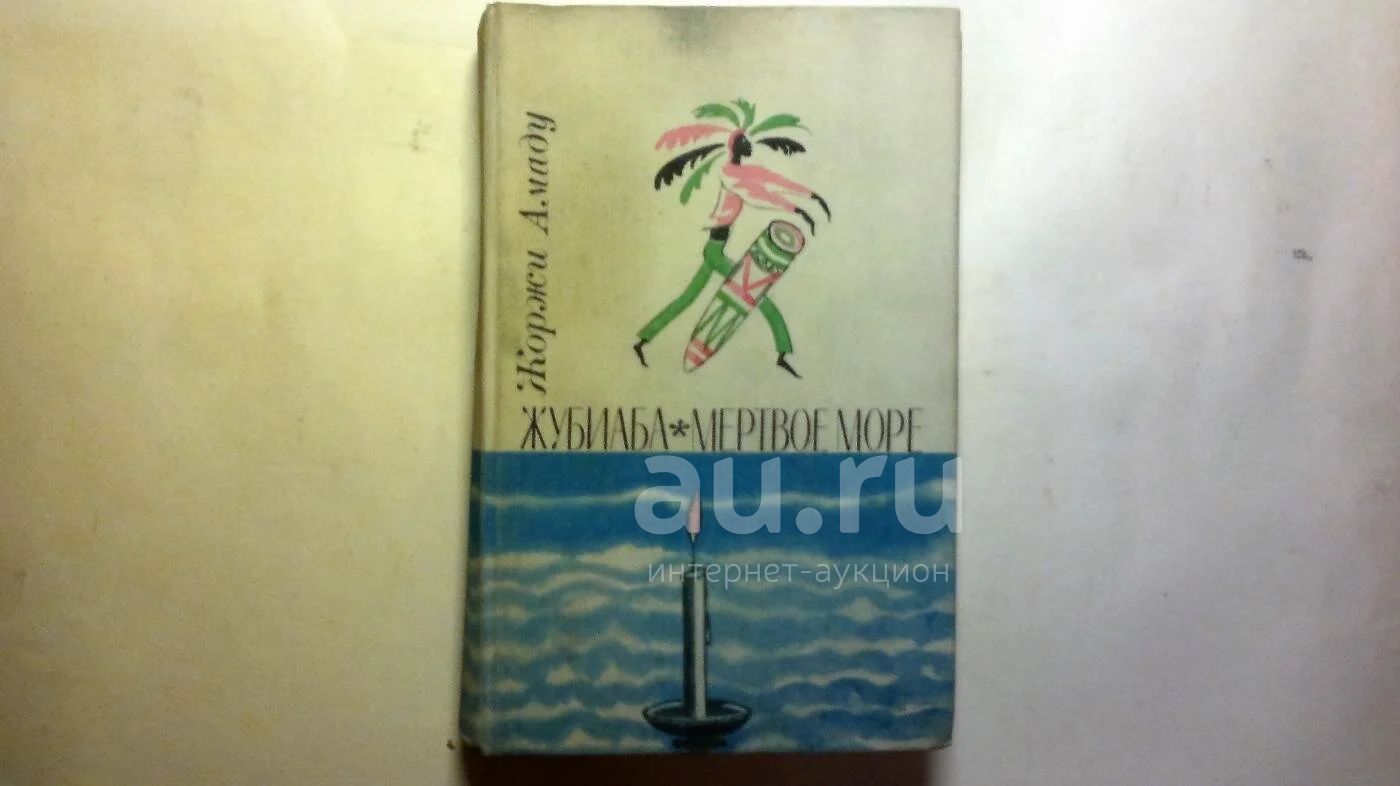 Жоржи Амаду
ЖУБИАБА*МЕРТВОЕ МОРЕ
au.ru
интернет-аукцион